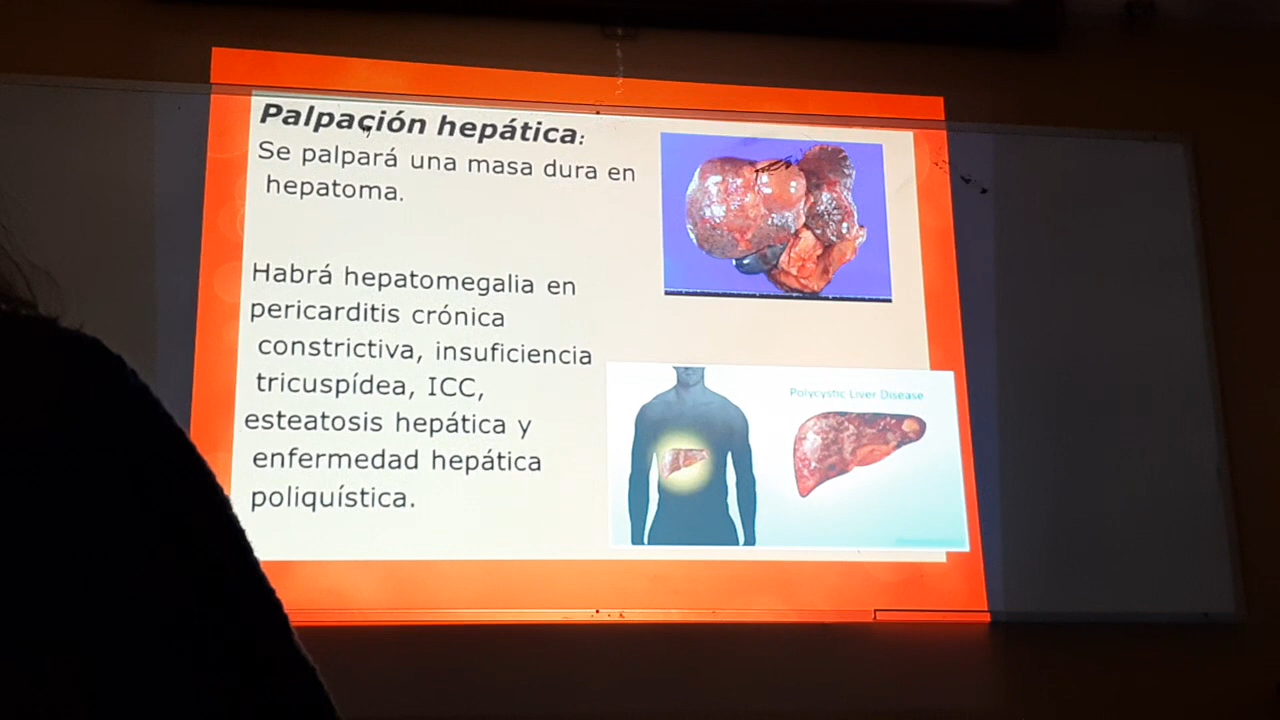 Palpación hepática:
Se palpará una masa dura en
hepatoma.
Habrá hepatomegalia en
pericarditis crónica
constrictiva, insuficiencia
tricuspídea, ICC,
esteatosis hepática y
enfermedad hepática
poliquística.
Polycystic Liver Disease